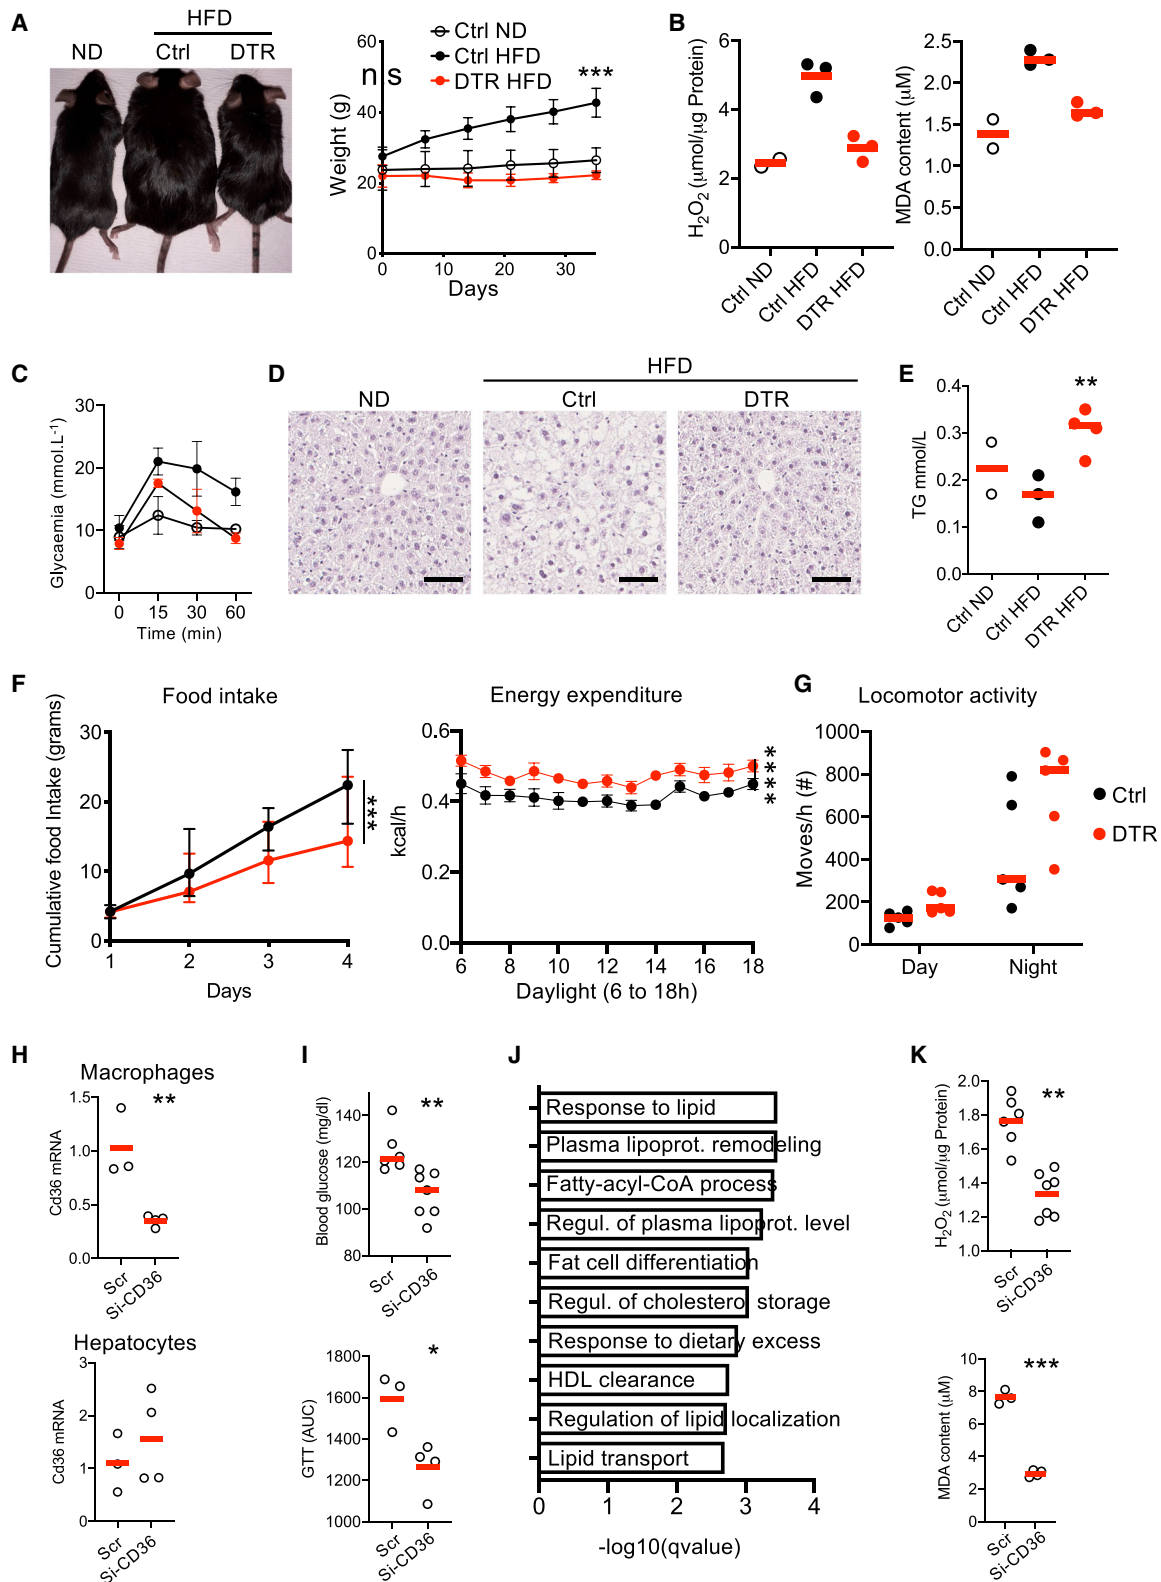 A
HFD
ND
Ctrl
DTR
Weight (g)
60
40
20
0
n s
Ctrl ND
Ctrl HFD
DTR HFD
***
0
10
20
30
Days
B
H2O2 (μmol/μg Protein)
6
4
2
0
Ctrl ND
Ctrl HFD
DTR HFD
MDA content (μM)
2.5
2.0
1.5
1.0
0.5
0.0
Ctrl ND
Ctrl HFD
DTR HFD
C
Glycaemia (mmol.L-1)
30
20
10
0
0
15
30
60
Time (min)
D
HFD
ND
Ctrl
DTR
E
TG mmol/L
0.4
0.3
0.2
0.1
0.0
**
Ctrl ND
Ctrl HFD
DTR HFD
F
Food intake
Cumulative food Intake (grams)
30
20
10
0
***
1
2
3
4
Days
Energy expenditure
kcal/h
0.6
0.4
0.2
0.0
****
6
8
10
12
14
16
18
Daylight (6 to 18h)
G
Locomotor activity
Moves/h (#)
1000
800
600
400
200
0
Ctrl
DTR
Day
Night
H
Macrophages
Cd36 mRNA
1.5
1.0
0.5
0.0
**
Scr
Si-CD36
Hepatocytes
Cd36 mRNA
3
2
1
0
Scr
Si-CD36
I
Blood glucose (mg/dl)
140
120
100
80
**
Scr
Si-CD36
GTT (AUC)
1800
1600
1400
1200
1000
*
Scr
Si-CD36
J
Response to lipid
Plasma lipoprot. remodeling
Fatty-acyl-CoA process
Regul. of plasma lipoprot. level
Fat cell differentiation
Regul. of cholesterol storage
Response to dietary excess
HDL clearance
Regulation of lipid localization
Lipid transport
0
1
2
3
4
-log10(qvalue)
K
H2O2 (μmol/μg Protein)
2.0
1.8
1.6
1.4
1.2
1.0
**
Scr
Si-CD36
MDA content (μM)
10
8
6
4
2
0
***
Scr
Si-CD36